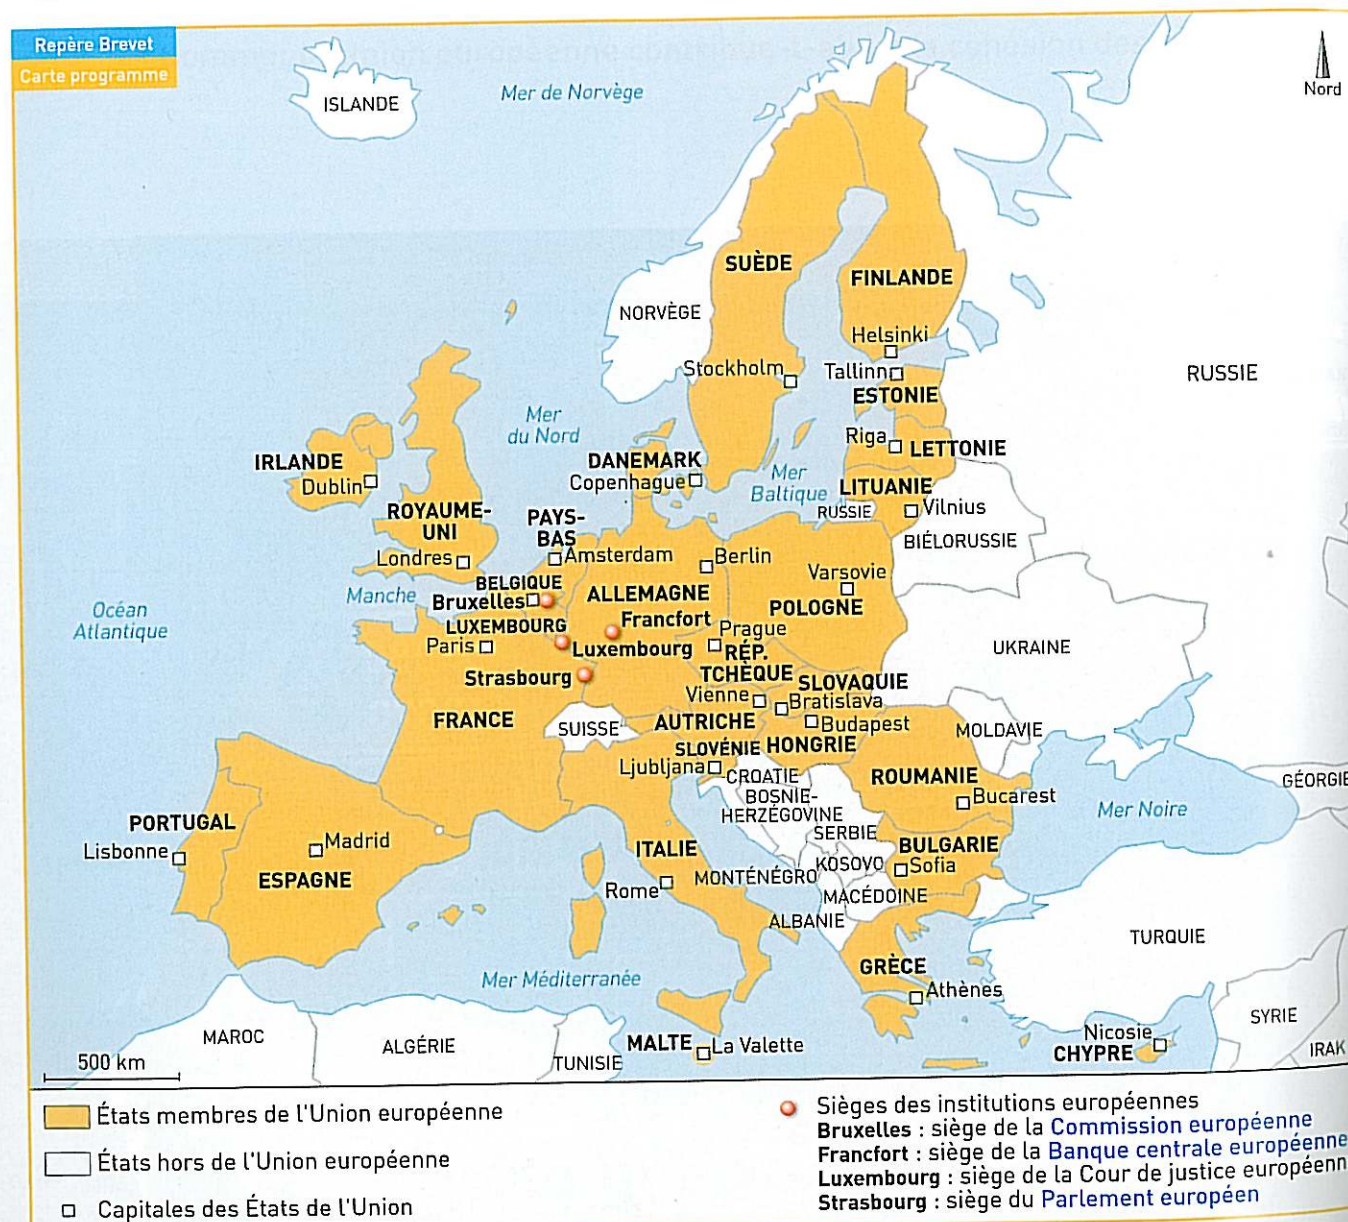 Repère Brevet
Carte programme
Nord
ISLANDE
Mer de Norvège
SUÈDE
FINLANDE
NORVÈGE
Helsinki
Stockholm
Tallinn
ESTONIE
RUSSIE
Mer
du Nord
Riga
LETTONIE
IRLANDE
Dublin
DANEMARK
Copenhague
Mer
Baltique
LITUANIE
RUSSIE
Vilnius
ROYAUME-
UNI
Londres
PAYS-
BAS
Amsterdam
Berlin
BIÉLORUSSIE
Varsovie
POLOGNE
Océan
Atlantique
Manche
BELGIQUE
Bruxelles
ALLEMAGNE
Francfort
LUXEMBOURG
Luxembourg
Paris
Prague
RÉP.
TCHÈQUE
UKRAINE
Strasbourg
SLOVAQUIE
Vienne
Bratislava
FRANCE
SUISSE
AUTRICHE
Budapest
MOLDAVIE
SLOVÉNIE
HONGRIE
Ljubljana
CROATIE
ROUMANIE
Bucarest
BOSNIE-
HERZÉGOVINE
SERBIE
Mer Noire
GÉORGIE
PORTUGAL
Lisbonne
Madrid
ESPAGNE
ITALIE
Rome
MONTÉNÉGRO
KOSOVO
BULGARIE
Sofia
MACÉDOINE
ALBANIE
TURQUIE
Mer Méditerranée
GRÈCE
Athènes
MAROC
ALGÉRIE
TUNISIE
MALTE
La Valette
Nicosie
CHYPRE
SYRIE
IRAK
500 km
États membres de l'Union européenne
États hors de l'Union européenne
Capitales des États de l'Union
Sièges des institutions européennes
Bruxelles : siège de la Commission européenne
Francfort : siège de la Banque centrale européenne
Luxembourg : siège de la Cour de justice européenn
Strasbourg : siège du Parlement européen